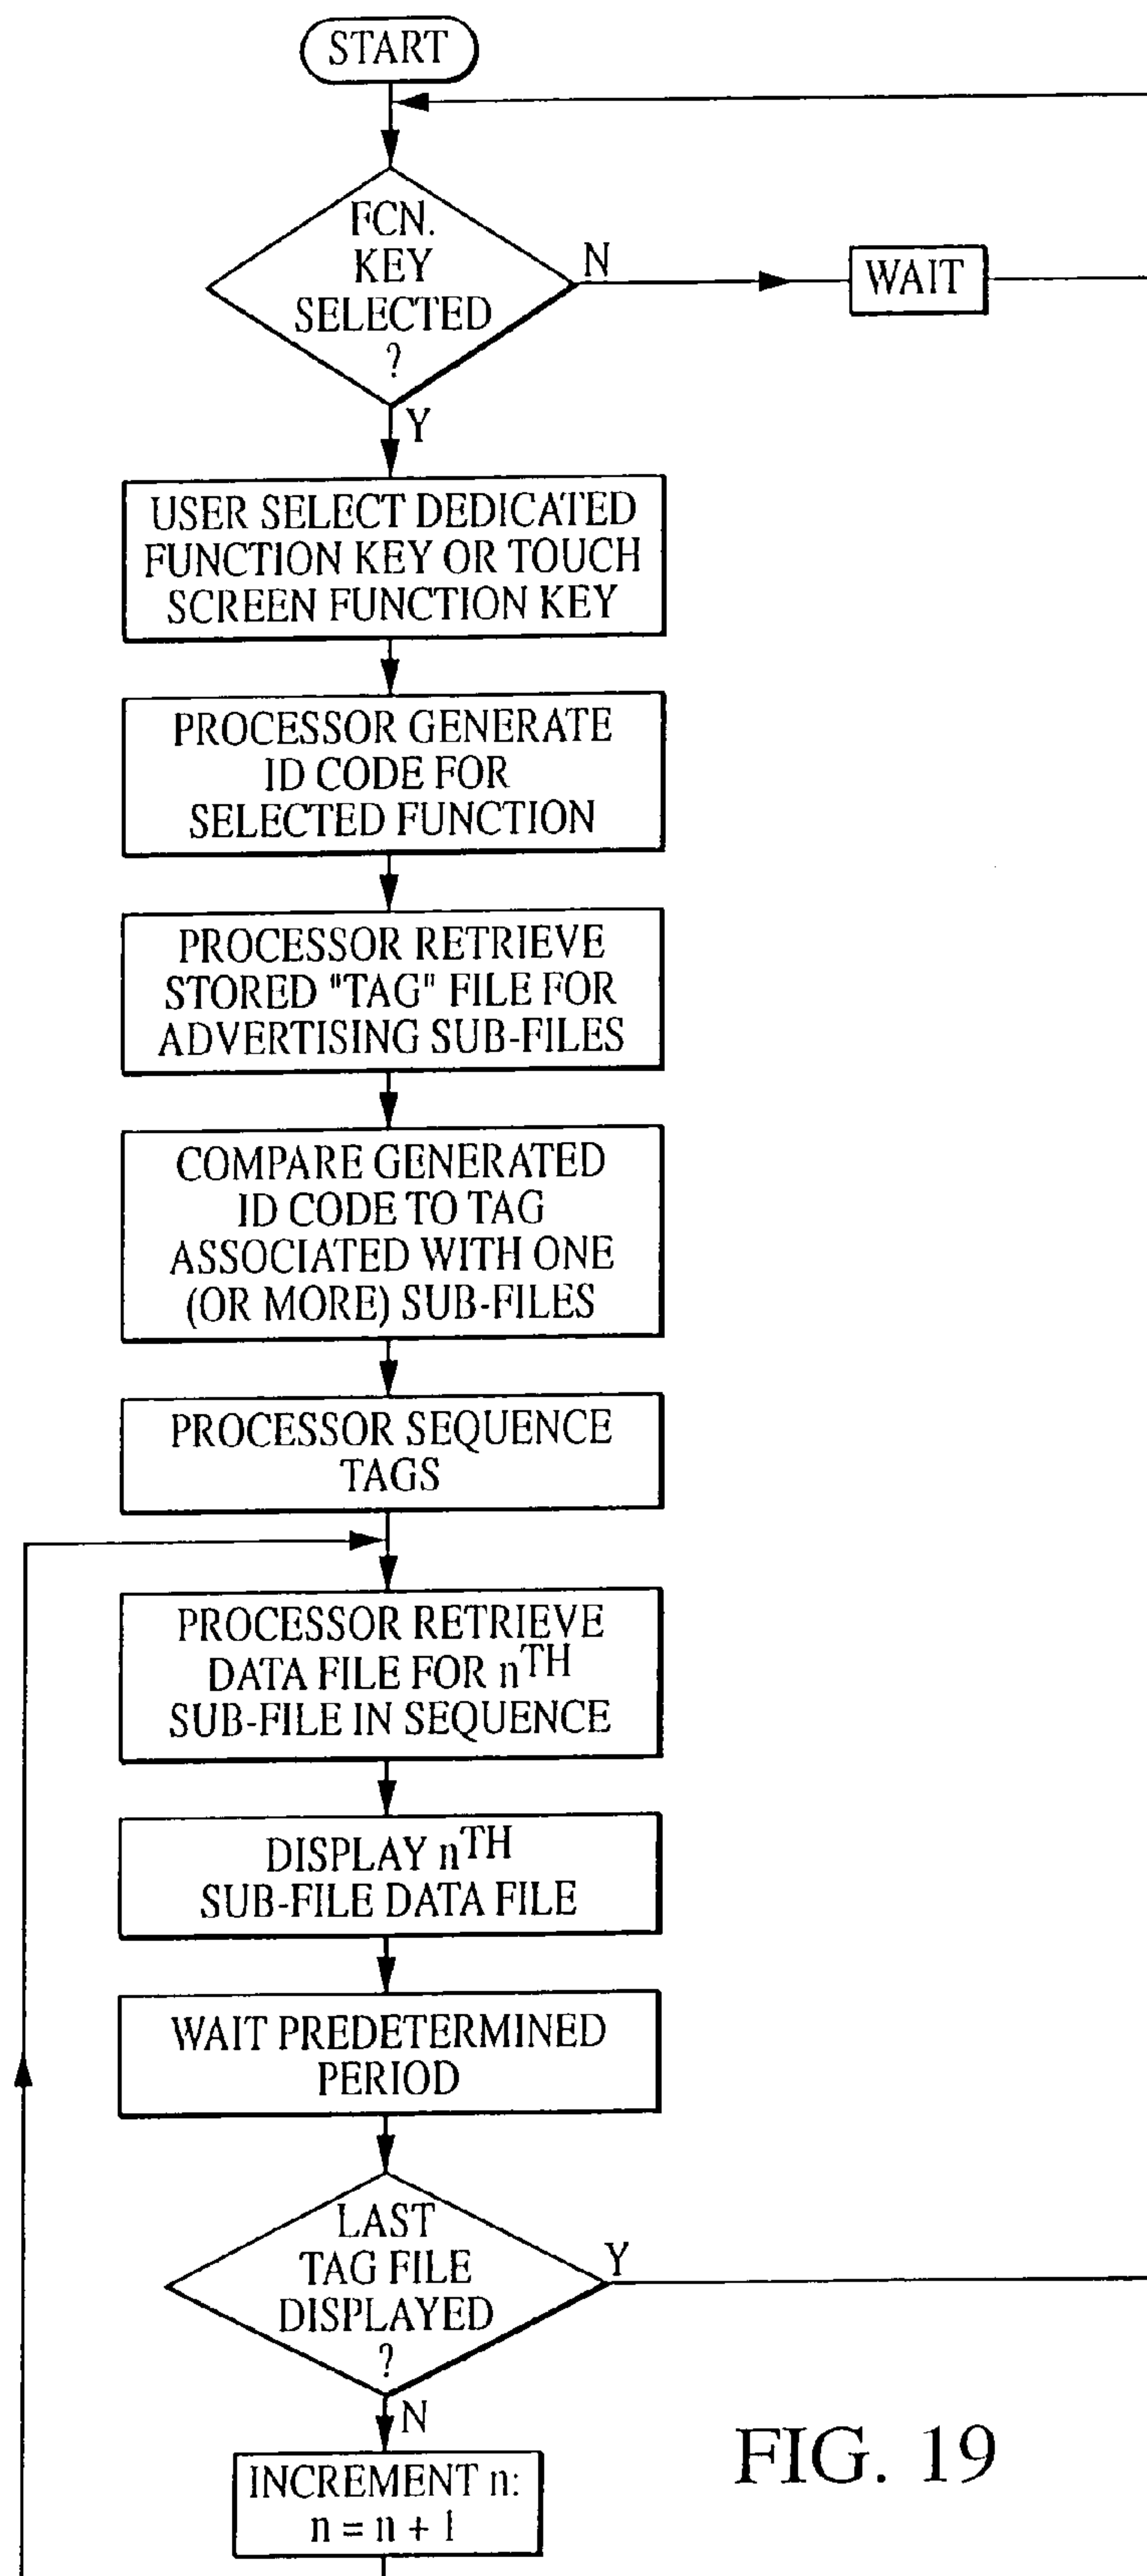 START
FCN.
KEY
SELECTED
?
N
WAIT
Y
USER SELECT DEDICATED
FUNCTION KEY OR TOUCH
SCREEN FUNCTION KEY
PROCESSOR GENERATE
ID CODE FOR
SELECTED FUNCTION
PROCESSOR RETRIEVE
STORED "TAG" FILE FOR
ADVERTISING SUB-FILES
COMPARE GENERATED
ID CODE TO TAG
ASSOCIATED WITH ONE
(OR MORE) SUB-FILES
PROCESSOR SEQUENCE
TAGS
PROCESSOR RETRIEVE
DATA FILE FOR nTH
SUB-FILE IN SEQUENCE
DISPLAY nTH
SUB-FILE DATA FILE
WAIT PREDETERMINED
PERIOD
LAST
TAG FILE
DISPLAYED
?
Y
N
INCREMENT n:
n = n + 1
FIG. 19